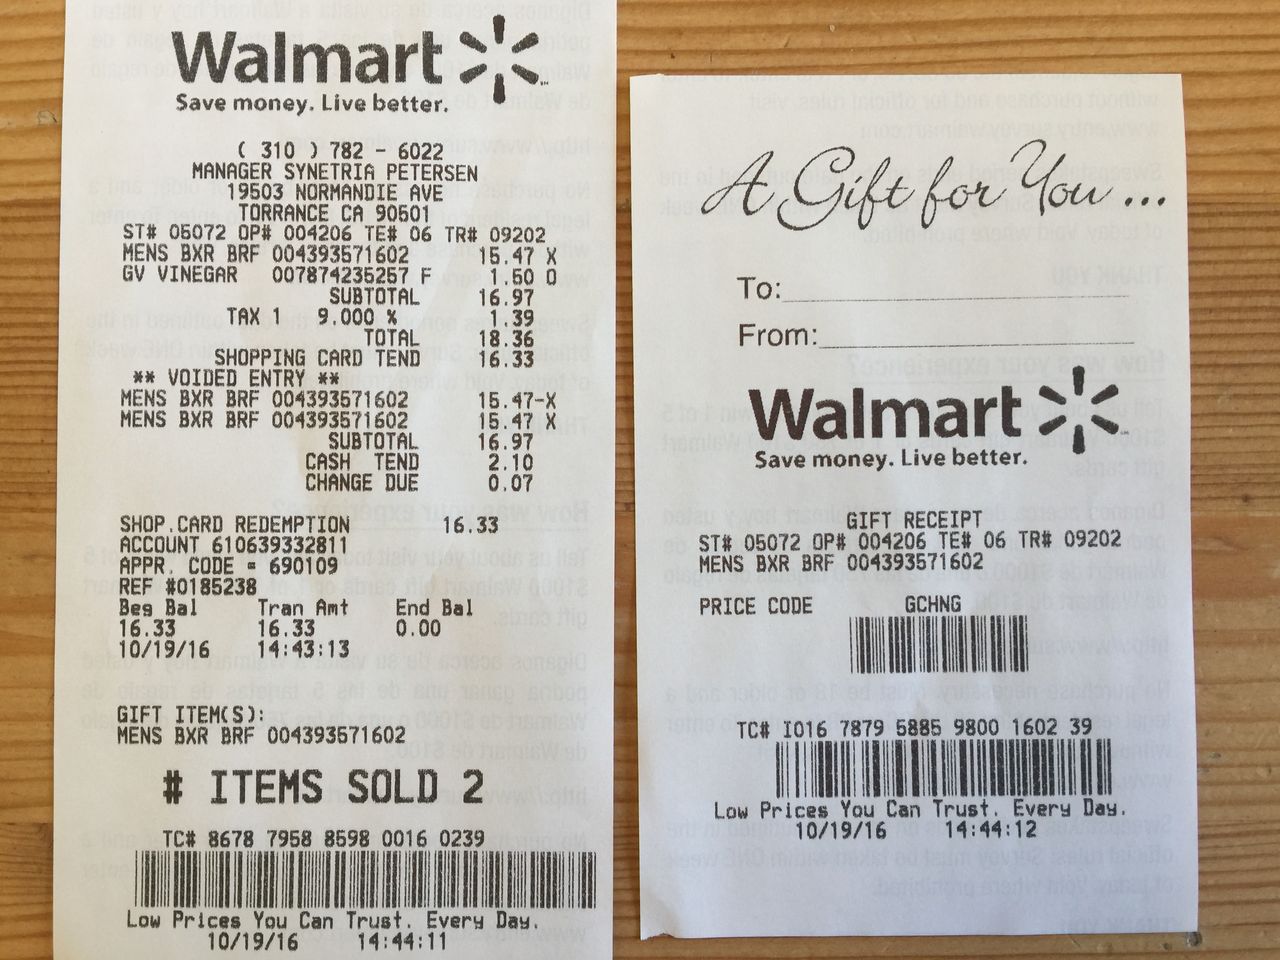 Walmart
Save money. Live better.
( 310 ) 782 - 6022
MANAGER SYNETRIA PETERSEN
19503 NORMANDIE AVE
TORRANCE CA 90501
ST# 05072 OP# 004206 TE# 06 TR# 09202
MENS BXR BRF 004393571602 15.47 X
GV VINEGAR 007874235257 F 1.50 O
SUBTOTAL 16.97
TAX 1 9.000 % 1.39
TOTAL 18.36
SHOPPING CARD TEND 16.33
** VOIDED ENTRY **
MENS BXR BRF 004393571602 15.47-X
MENS BXR BRF 004393571602 15.47 X
SUBTOTAL 16.97
CASH TEND 2.10
CHANGE DUE 0.07
SHOP.CARD REDEMPTION 16.33
ACCOUNT 610639332811
APPR. CODE = 690109
REF #0185238
Beg Bal Tran Amt End Bal
16.33 16.33 0.00
10/19/16 14:43:13
GIFT ITEM(S):
MENS BXR BRF 004393571602
# ITEMS SOLD 2
TC# 8678 7958 8598 0016 0239
Low Prices You Can Trust. Every Day.
10/19/16 14:44:11
A Gift for You ...
To:
From:
Walmart
Save money. Live better.
GIFT RECEIPT
ST# 05072 OP# 004206 TE# 06 TR# 09202
MENS BXR BRF 004393571602
PRICE CODE GCHNG
TC# I016 7879 5885 9800 1602 39
Low Prices You Can Trust. Every Day.
10/19/16 14:44:12